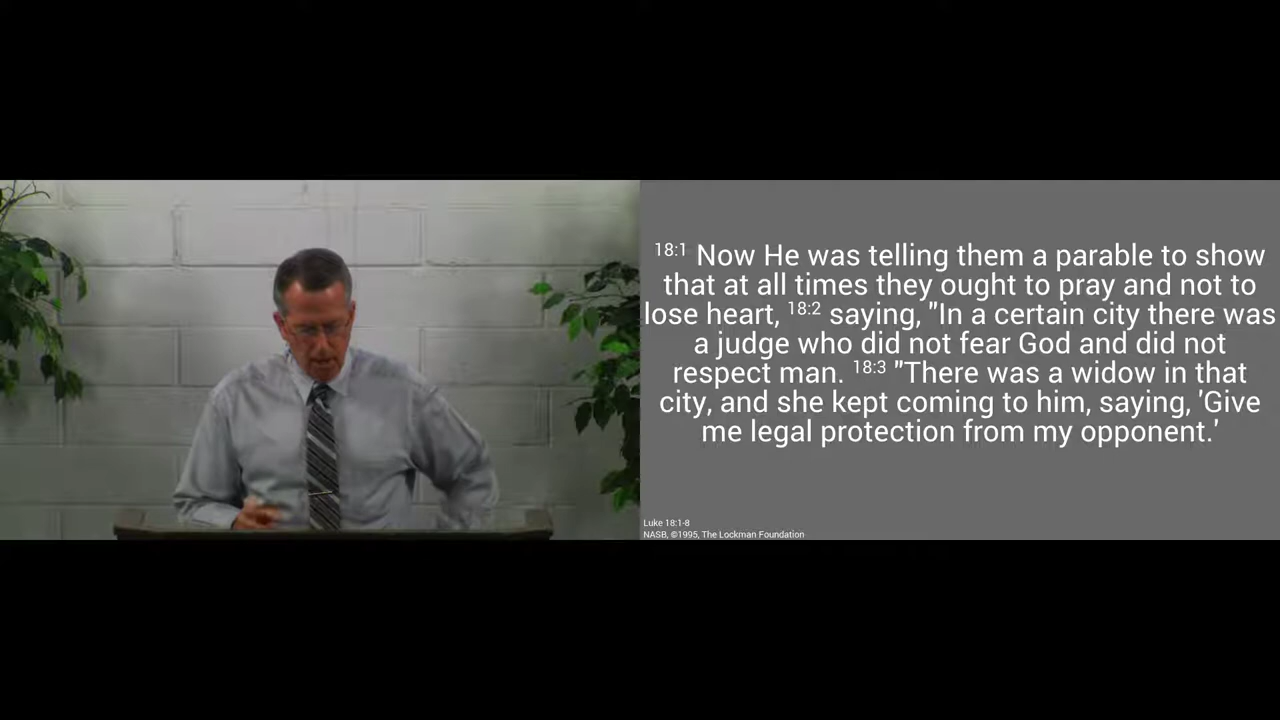 18:1 Now He was telling them a parable to show
that at all times they ought to pray and not to
lose heart, 18:2 saying, "In a certain city there was
a judge who did not fear God and did not
respect man. 18:3 "There was a widow in that
city, and she kept coming to him, saying, 'Give
me legal protection from my opponent.'
Luke 18:1-8
NASB, ©1995, The Lockman Foundation